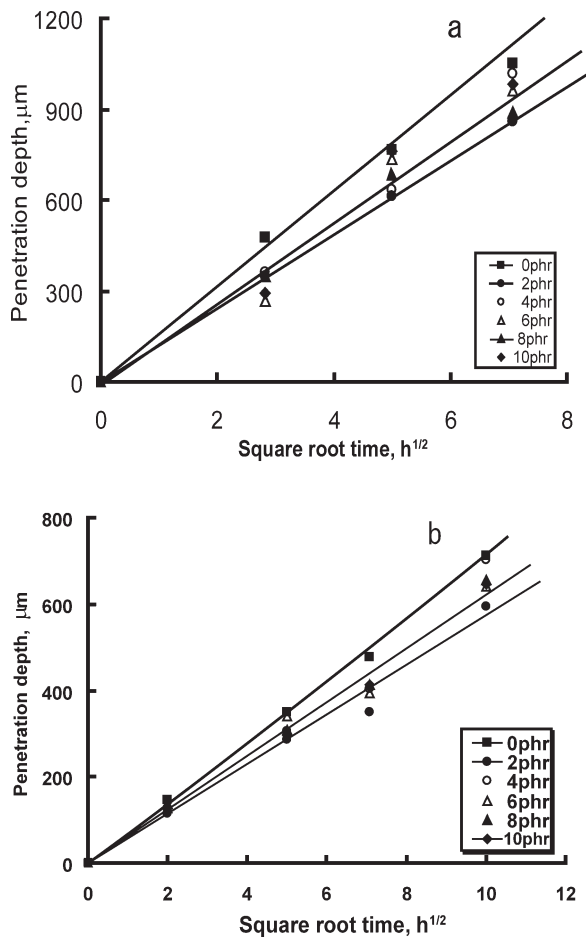 a
1200
900
600
300
0
Penetration depth,μm
0 2 4 6 8
Square root time, h1/2
0phr
2phr
4phr
6phr
8phr
10phr
b
800
600
400
200
0
Penetration depth, μm
0 2 4 6 8 10 12
Square root time, h1/2
0phr
2phr
4phr
6phr
8phr
10phr